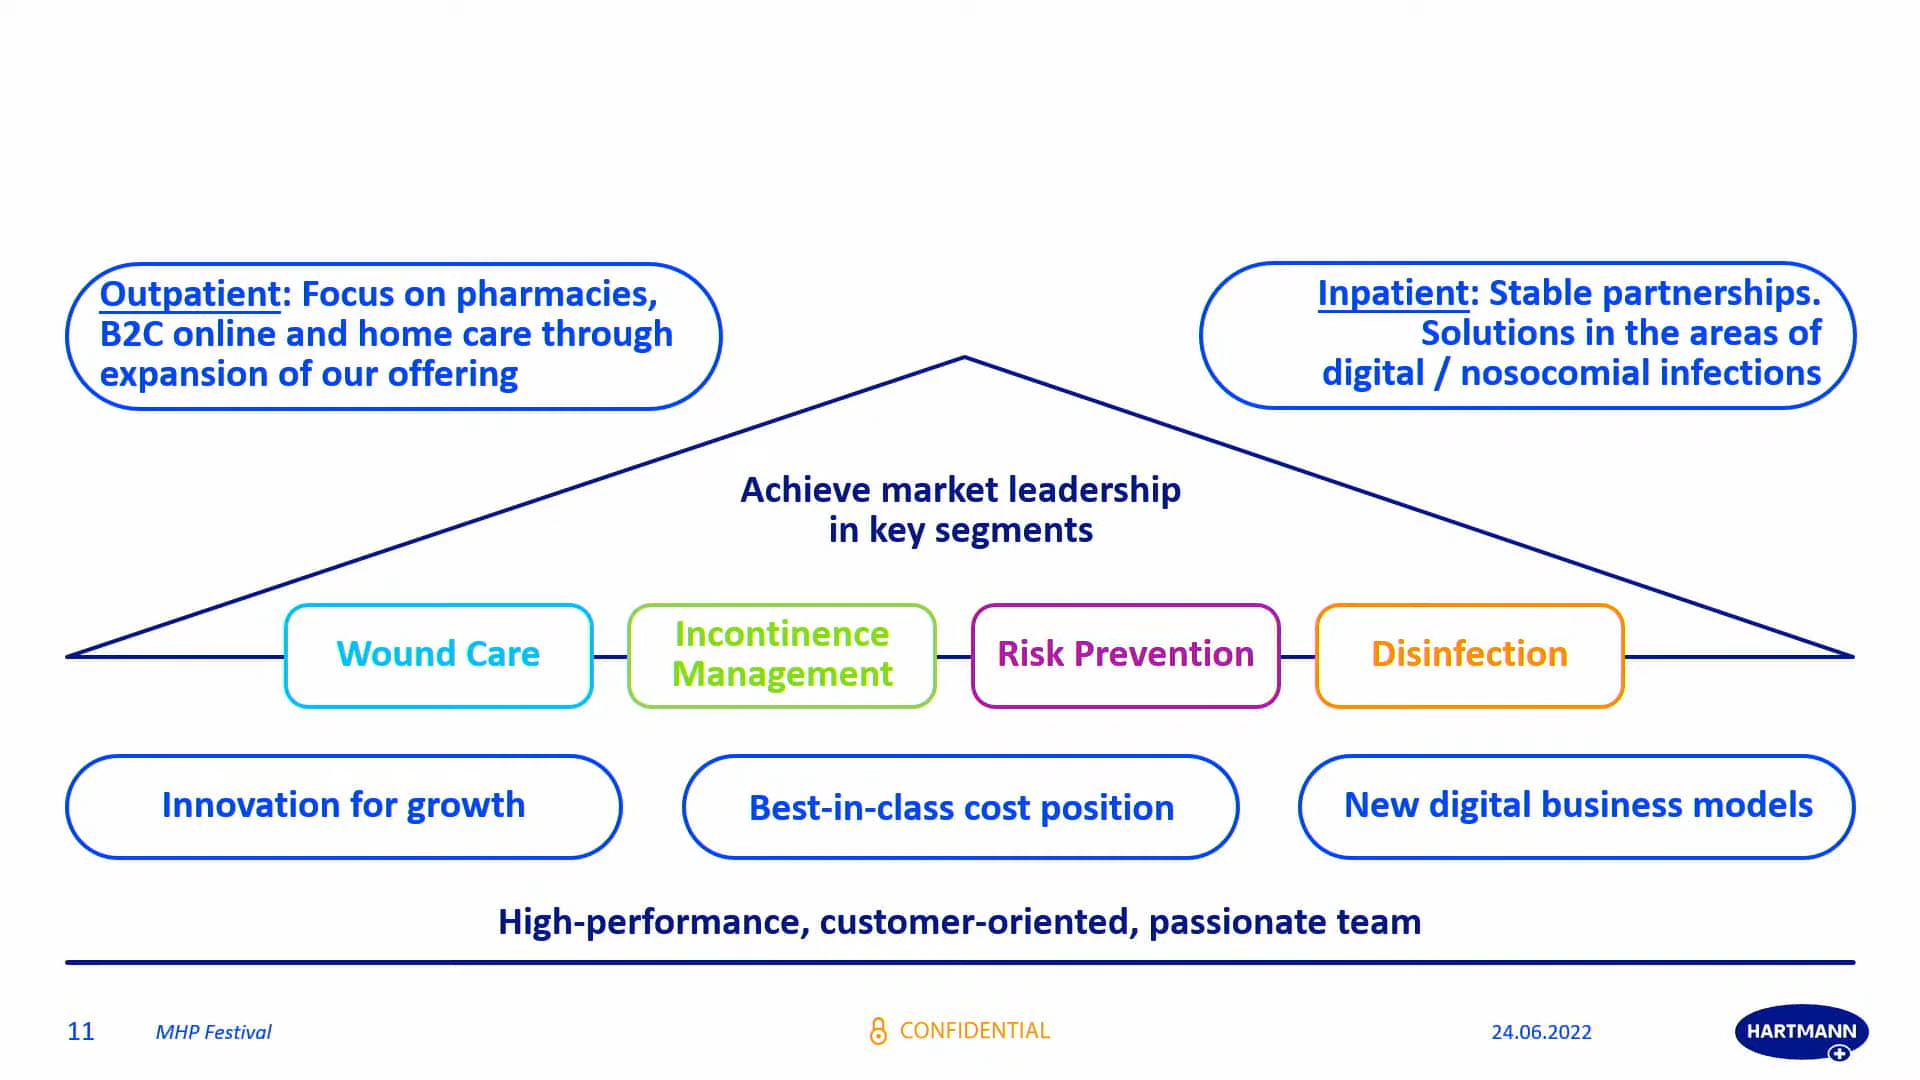 Outpatient: Focus on pharmacies,
B2C online and home care through
expansion of our offering
Inpatient: Stable partnerships.
Solutions in the areas of
digital / nosocomial infections
Achieve market leadership
in key segments
Wound Care
Incontinence
Management
Risk Prevention
Disinfection
Innovation for growth
Best-in-class cost position
New digital business models
High-performance, customer-oriented, passionate team
11
MHP Festival
CONFIDENTIAL
24.06.2022
HARTMANN